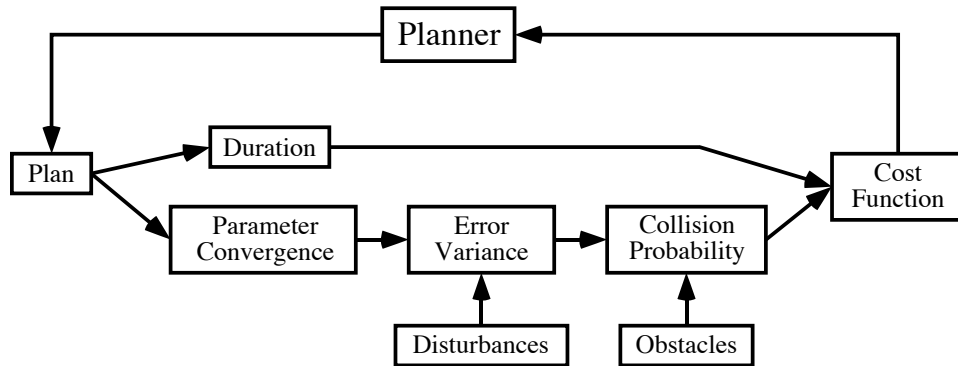 Planner
Duration
Plan
Cost
Function
Parameter
Convergence
Error
Variance
Collision
Probability
Disturbances
Obstacles